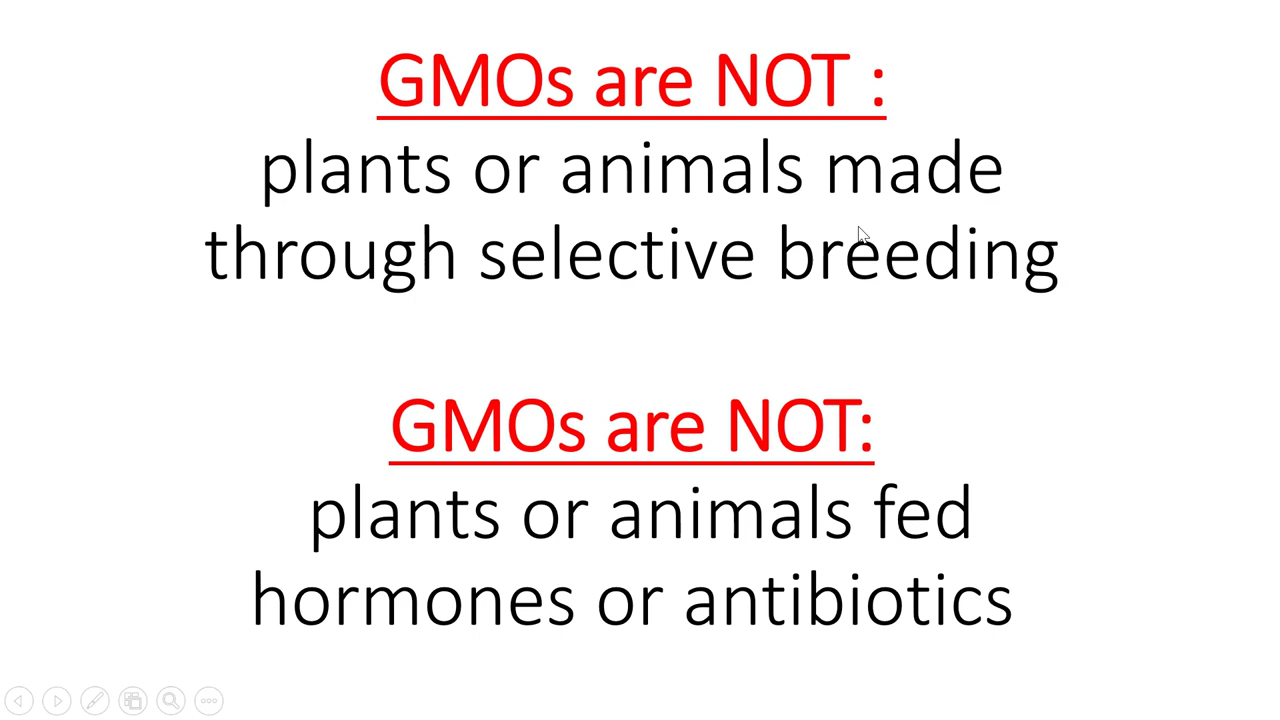 GMOs are NOT :
plants or animals made
through selective breeding
GMOs are NOT:
plants or animals fed
hormones or antibiotics